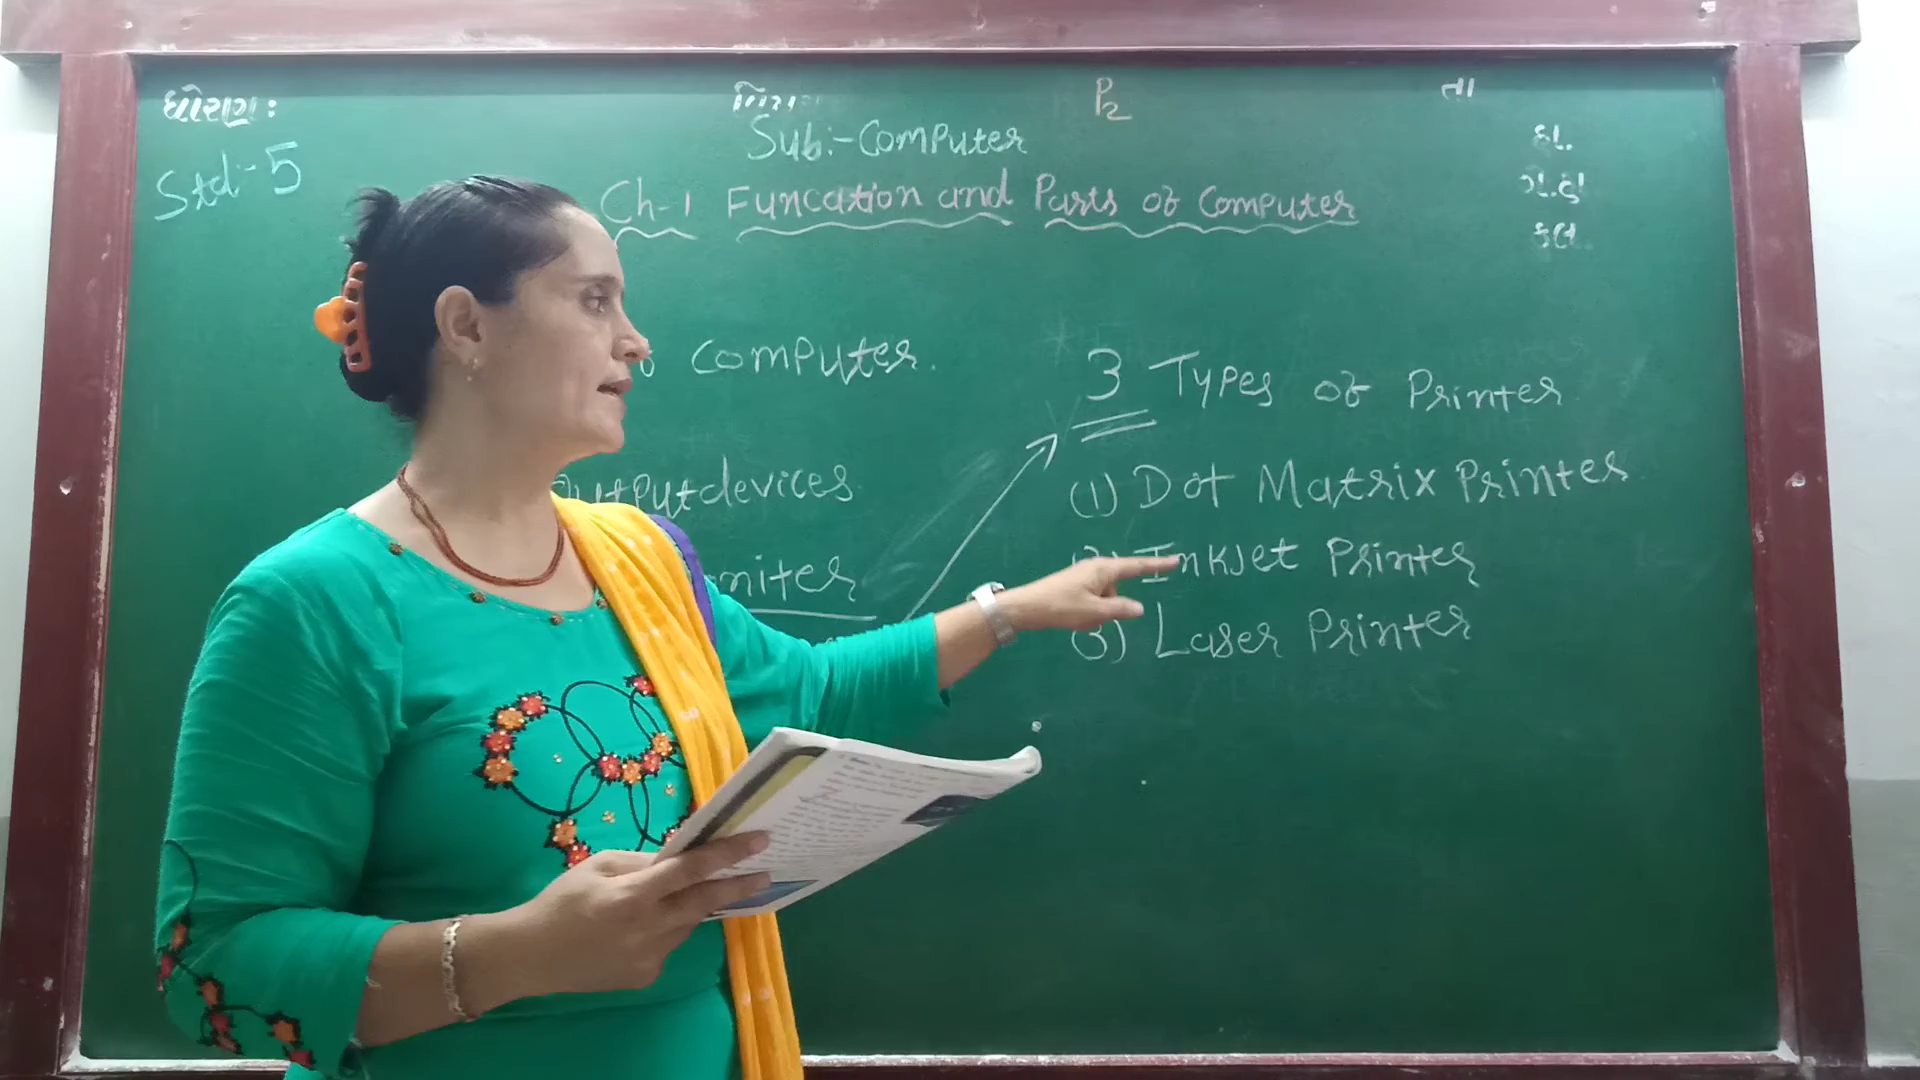 ધોરણ :
P2
તા
Sub:-Computer
હા.
Std:-5
Ch-1 Funcation and Parts of Computer
ગે.હા
કુલ
Computer.
3 Types of Printer
outputdevices
(1) Dot Matrix Printer
InkJet Printer
(3) Laser Printer